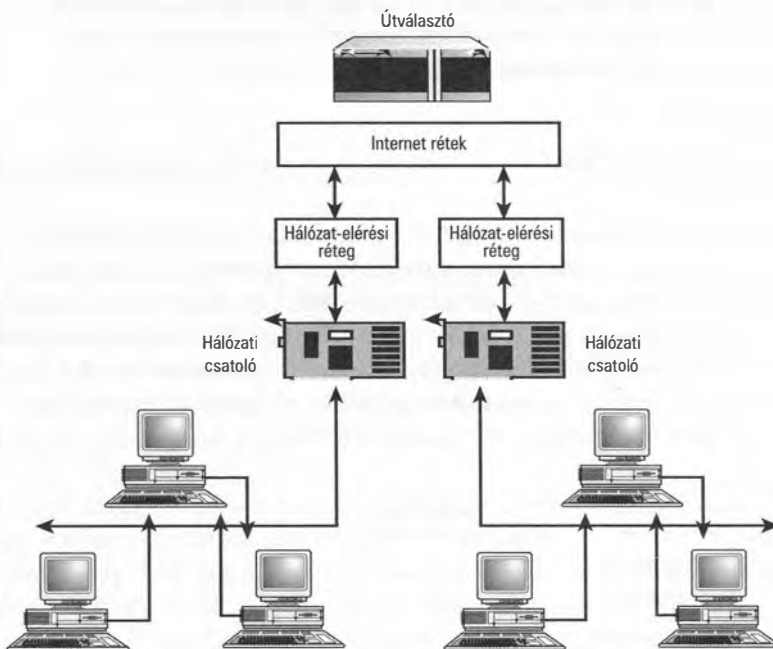 Útválasztó
Internet rétek
Hálózat-elérési
réteg
Hálózat-elérési
réteg
Hálózati
csatoló
Hálózati
csatoló